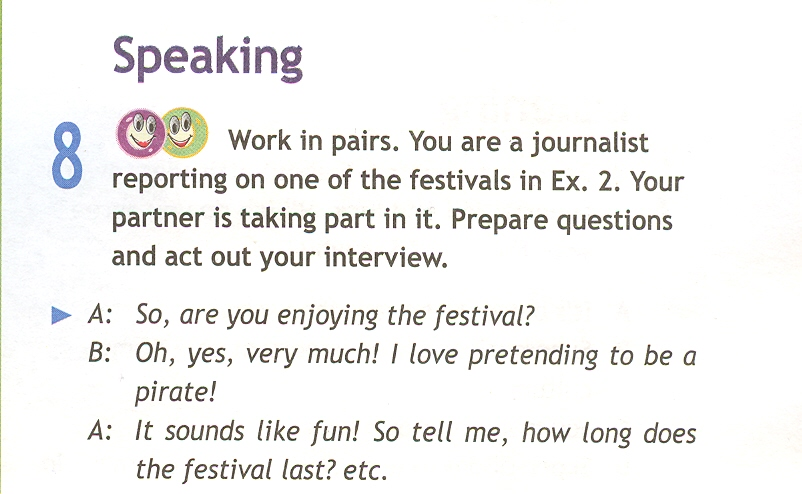 Speaking
8 Work in pairs. You are a journalist
reporting on one of the festivals in Ex. 2. Your
partner is taking part in it. Prepare questions
and act out your interview.
A: So, are you enjoying the festival?
B: Oh, yes, very much! I love pretending to be a
pirate!
A: It sounds like fun! So tell me, how long does
the festival last? etc.